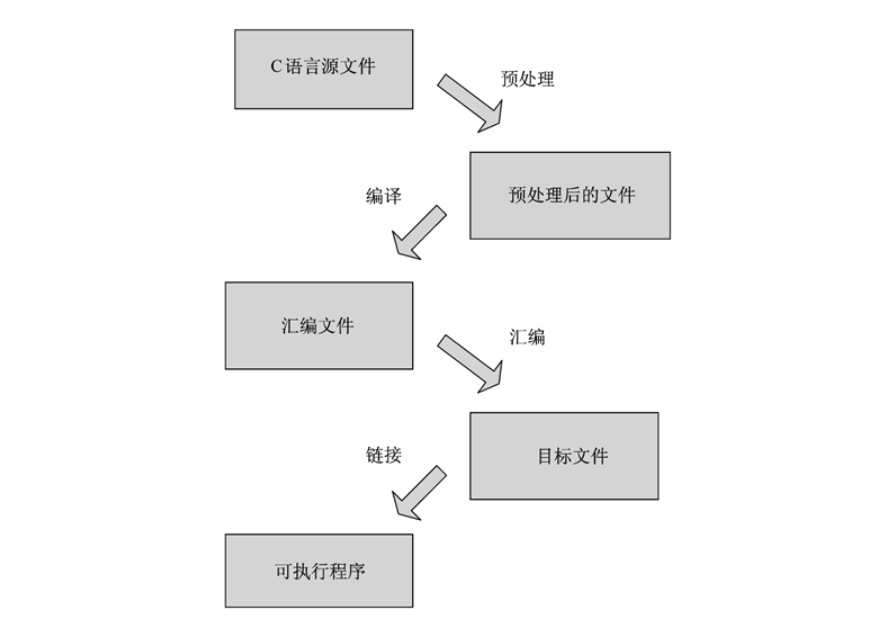 C语言源文件
预处理
预处理后的文件
编译
汇编文件
汇编
目标文件
链接
可执行程序